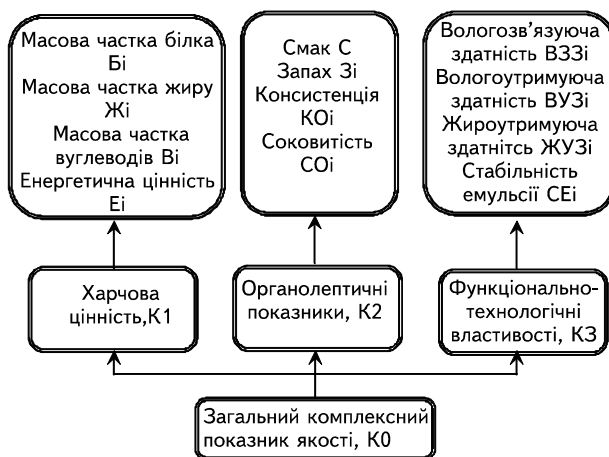 Масова частка білка
Бі
Масова частка жиру
Жі
Масова частка
вуглеводів Ві
Енергетична цінність
Еі
Смак С
Запах Зі
Консистенція
КОі
Соковитість
СОі
Вологозв'язуюча
здатність ВЗЗі
Вологоутримуюча
здатність ВУЗі
Жироутримуюча
здатнітсь ЖУЗі
Стабільність
емульсії СЕі
Харчова
цінність,К1
Органолептичні
показники, К2
Функціонально-
технологічні
властивості, К3
Загальний комплексний
показник якості, К0